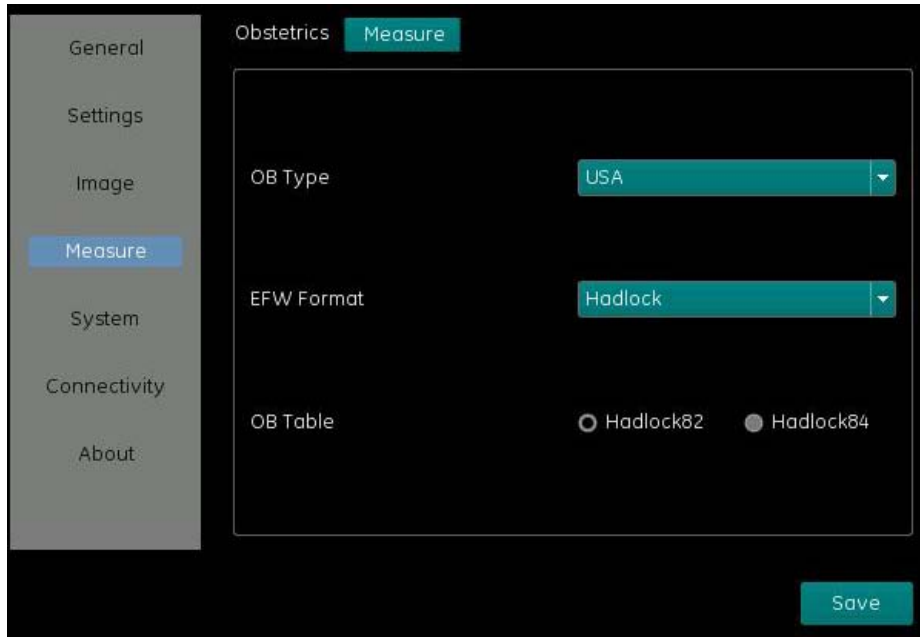 General
Settings
Image
Measure
System
Connectivity
About
Obstetrics Measure
OB Type USA
EFW Format Hadlock
OB Table Hadlock82 Hadlock84
Save